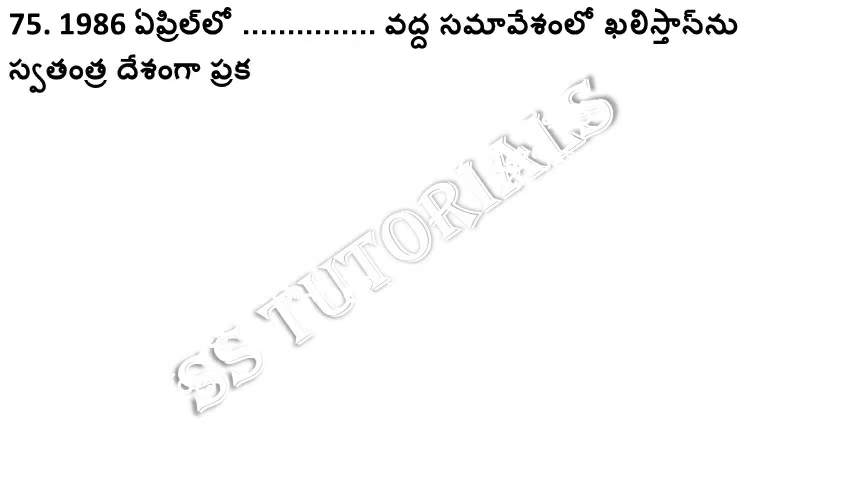 75. 1986 ఏప్రిల్‌లో ............... వద్ద సమావేశంలో ఖలిస్తాన్‌ను
స్వతంత్ర దేశంగా ప్రక
SS TUTORIALS